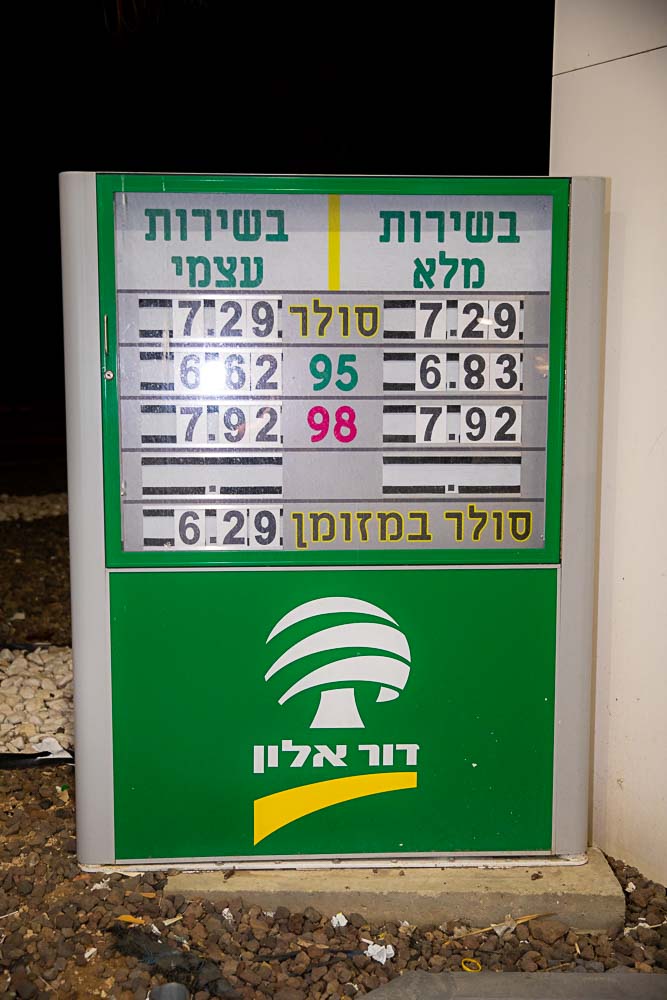 בשירות מלא
בשירות עצמי
7.29 סולר 7.29
6.83 95 6.62
7.92 98 7.92
סולר במזומן 6.29
דור אלון